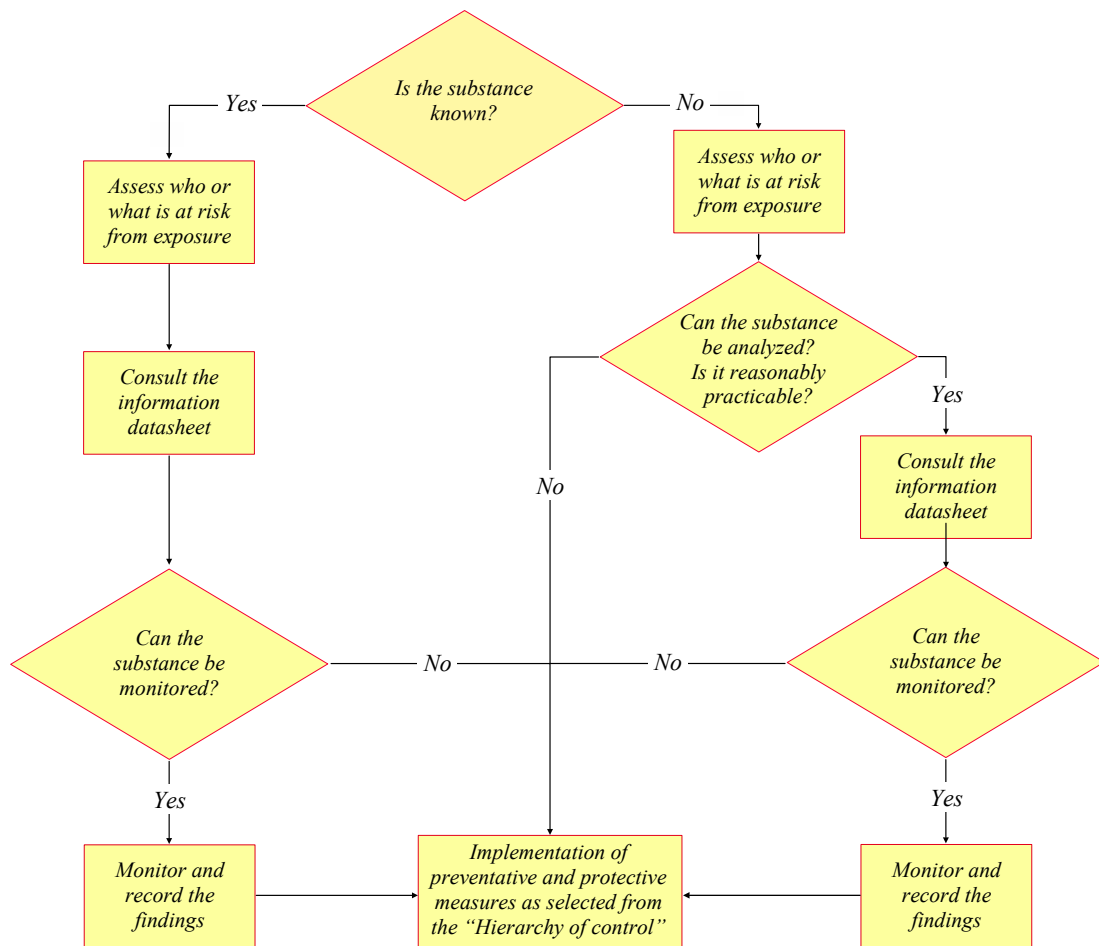 Is the substance
known?
Yes
No
Assess who or
what is at risk
from exposure
Assess who or
what is at risk
from exposure
Can the substance
be analyzed?
Is it reasonably
practicable?
Consult the
information
datasheet
Yes
Consult the
information
datasheet
No
Can the
substance be
monitored?
No
No
Can the
substance be
monitored?
Yes
Yes
Monitor and
record the
findings
Implementation of
preventative and protective
measures as selected from
the “Hierarchy of control”
Monitor and
record the
findings